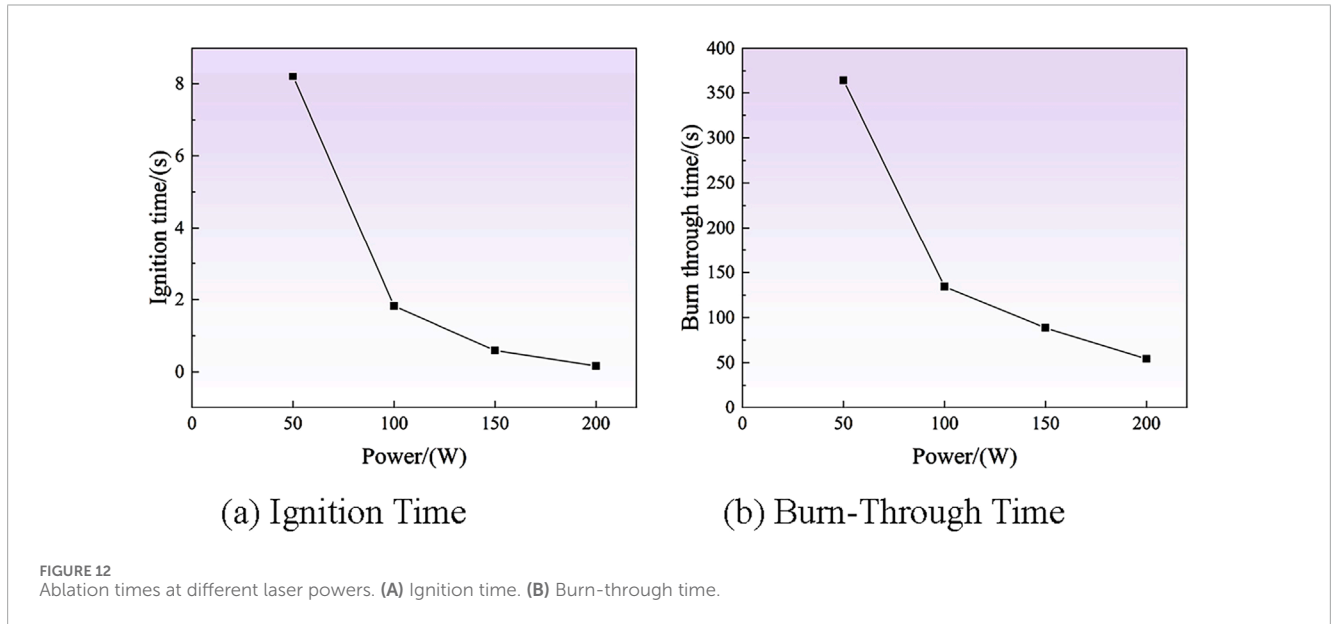 8
6
4
2
0
Ignition time/(s)
0 50 100 150 200
Power/(W)
(a) Ignition Time
400
350
300
250
200
150
100
50
0
Burn through time/(s)
0 50 100 150 200
Power/(W)
(b) Burn-Through Time
FIGURE 12
Ablation times at different laser powers. (A) Ignition time. (B) Burn-through time.